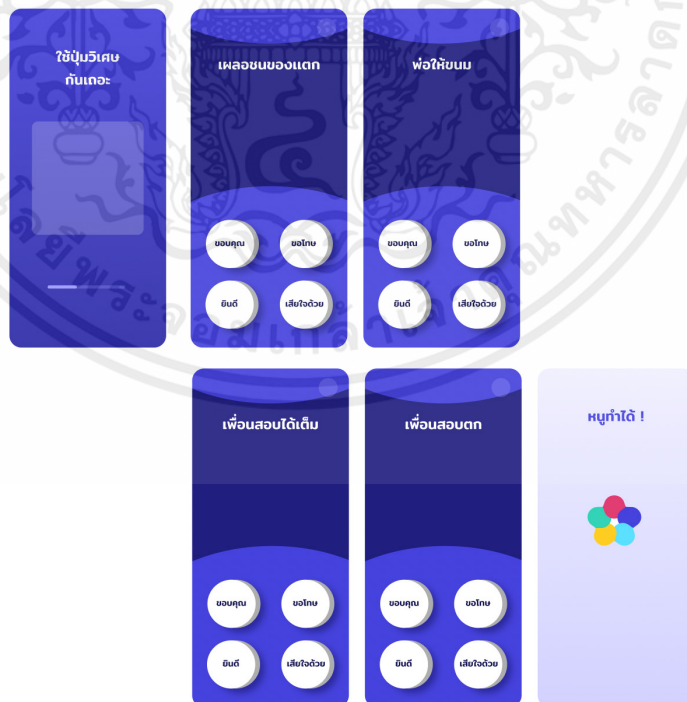 ใช้ปุ่มวิเศษ
กันเถอะ
เผลอชนของแตก
ขอบคุณ
ขอโทษ
ยินดี
เสียใจด้วย
พ่อให้ขนม
ขอบคุณ
ขอโทษ
ยินดี
เสียใจด้วย
เพื่อนสอบได้เต็ม
ขอบคุณ
ขอโทษ
ยินดี
เสียใจด้วย
เพื่อนสอบตก
ขอบคุณ
ขอโทษ
ยินดี
เสียใจด้วย
หนูทำได้ !